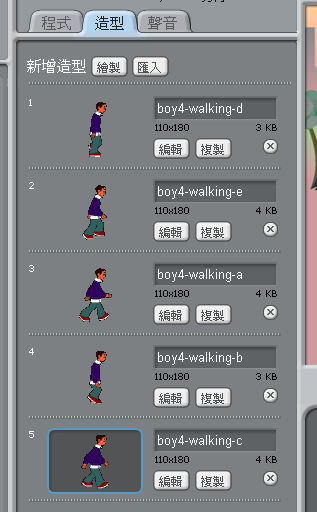 程式 造型 聲音
新增造型 繪製 匯入
1
boy4-walking-d
110x180 3 KB
編輯 複製
2
boy4-walking-e
110x180 4 KB
編輯 複製
3
boy4-walking-a
110x180 4 KB
編輯 複製
4
boy4-walking-b
110x180 3 KB
編輯 複製
5
boy4-walking-c
110x180 4 KB
編輯 複製